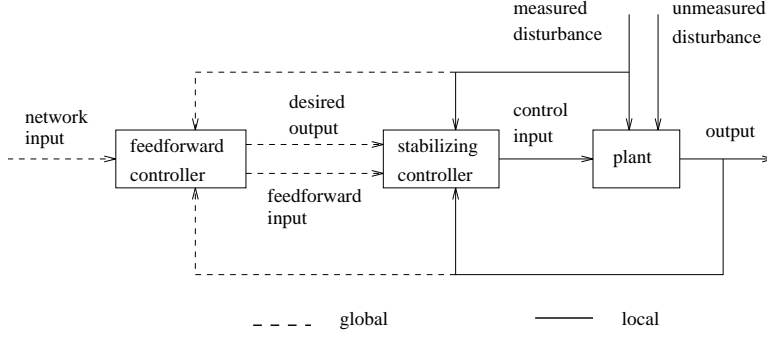 measured
disturbance
unmeasured
disturbance
network
input
desired
output
control
input
output
feedforward
controller
stabilizing
controller
plant
feedforward
input
global
local